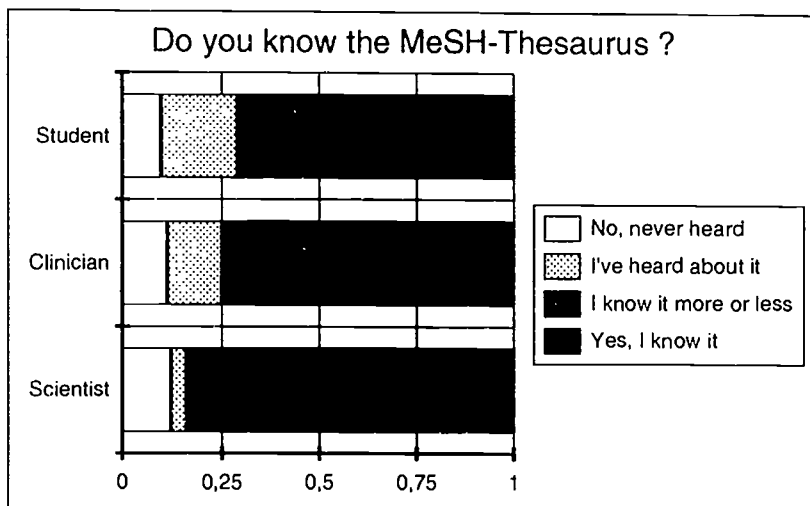 Do you know the MeSH-Thesaurus ?
Student
Clinician
Scientist
0 0,25 0,5 0,75 1
No, never heard
I've heard about it
I know it more or less
Yes, I know it